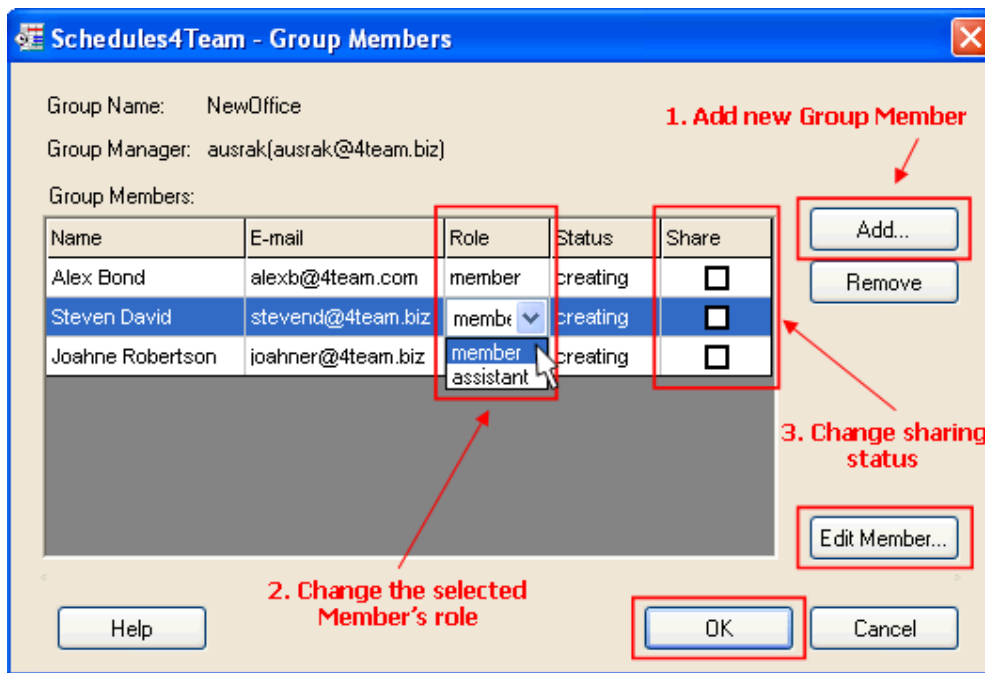 Schedules4Team - Group Members
Group Name: NewOffice
1. Add new Group Member
Group Manager: ausrak(ausrak@4team.biz)
Group Members:
Name E-mail Role Status Share
Add...
Alex Bond alexb@4team.com member creating
Remove
Steven David stevend@4team.biz membe creating
Joahne Robertson joahner@4team.biz member creating
assistant
3. Change sharing
status
Edit Member...
2. Change the selected
Member's role
Help OK Cancel